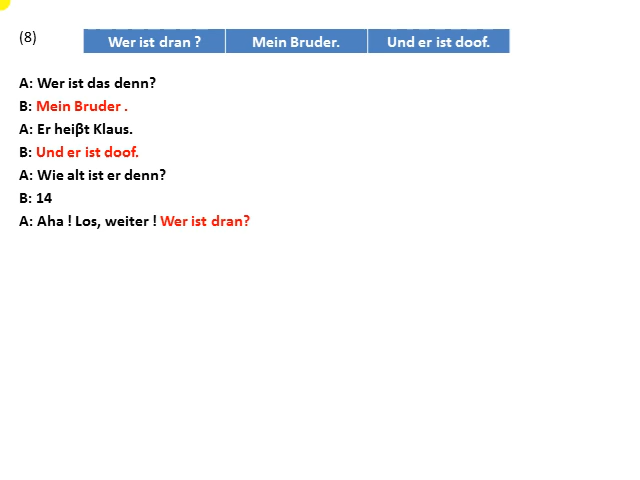 (8)
Wer ist dran ? Mein Bruder. Und er ist doof.
A: Wer ist das denn?
B: Mein Bruder .
A: Er heiβt Klaus.
B: Und er ist doof.
A: Wie alt ist er denn?
B: 14
A: Aha ! Los, weiter ! Wer ist dran?